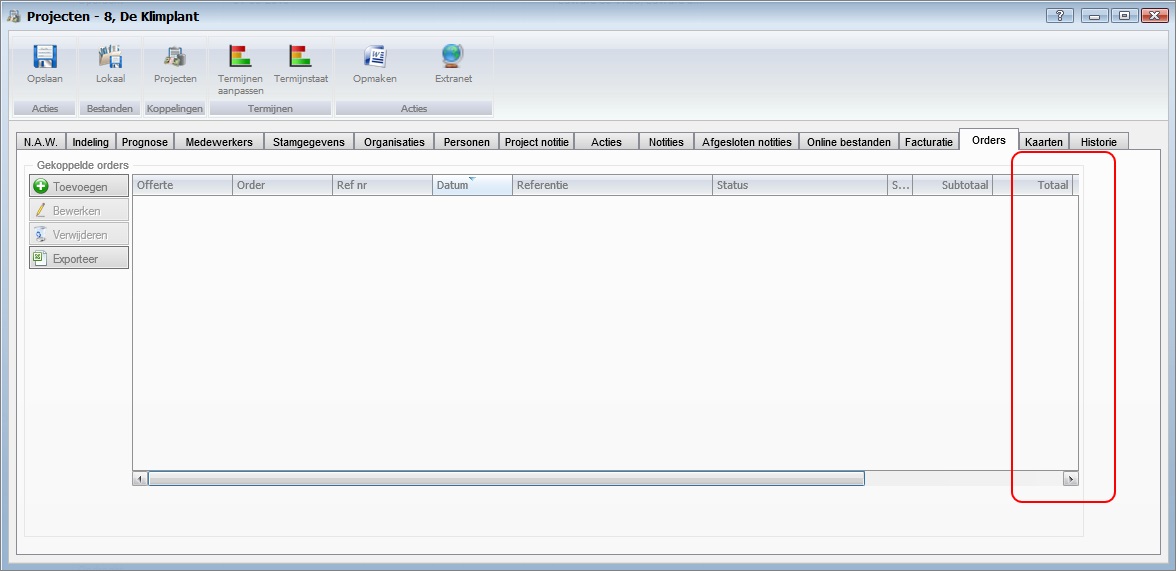 Projecten - 8, De Klimplant
Opslaan Lokaal Projecten Termijnen aanpassen Termijnstaat Opmaken Extranet
Acties Bestanden Koppelingen Termijnen Acties
N.A.W. Indeling Prognose Medewerkers Stamgegevens Organisaties Personen Project notitie Acties Notities Afgesloten notities Online bestanden Facturatie Orders Kaarten Historie
Gekoppelde orders
Toevoegen
Bewerken
Verwijderen
Exporteer
Offerte Order Ref nr Datum Referentie Status S... Subtotaal Totaal